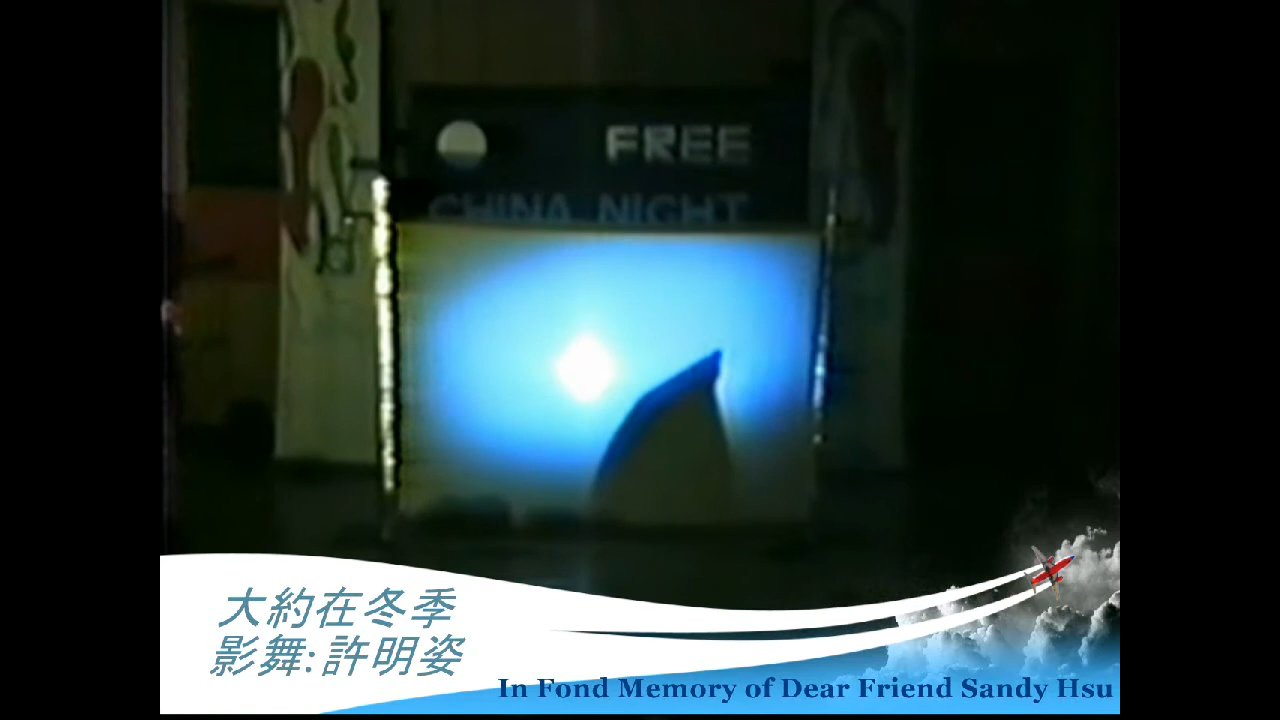 FREE
CHINA NIGHT
大約在冬季
影舞:許明姿
In Fond Memory of Dear Friend Sandy Hsu